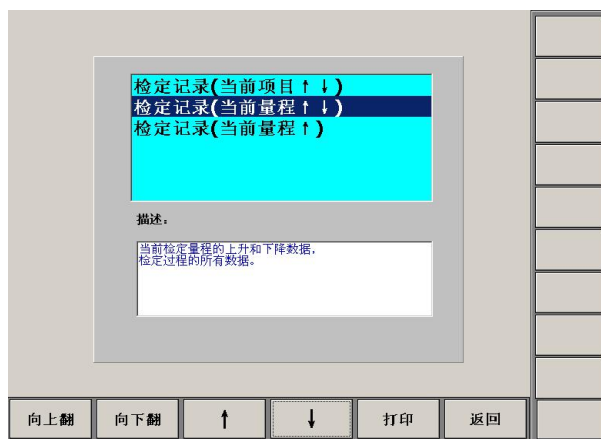 检定记录(当前项目↑↓)
检定记录(当前量程↑↓)
检定记录(当前量程↑)
描述：
当前检定量程的上升和下降数据，
检定过程的所有数据。
向上翻 向下翻 ↑ ↓ 打印 返回